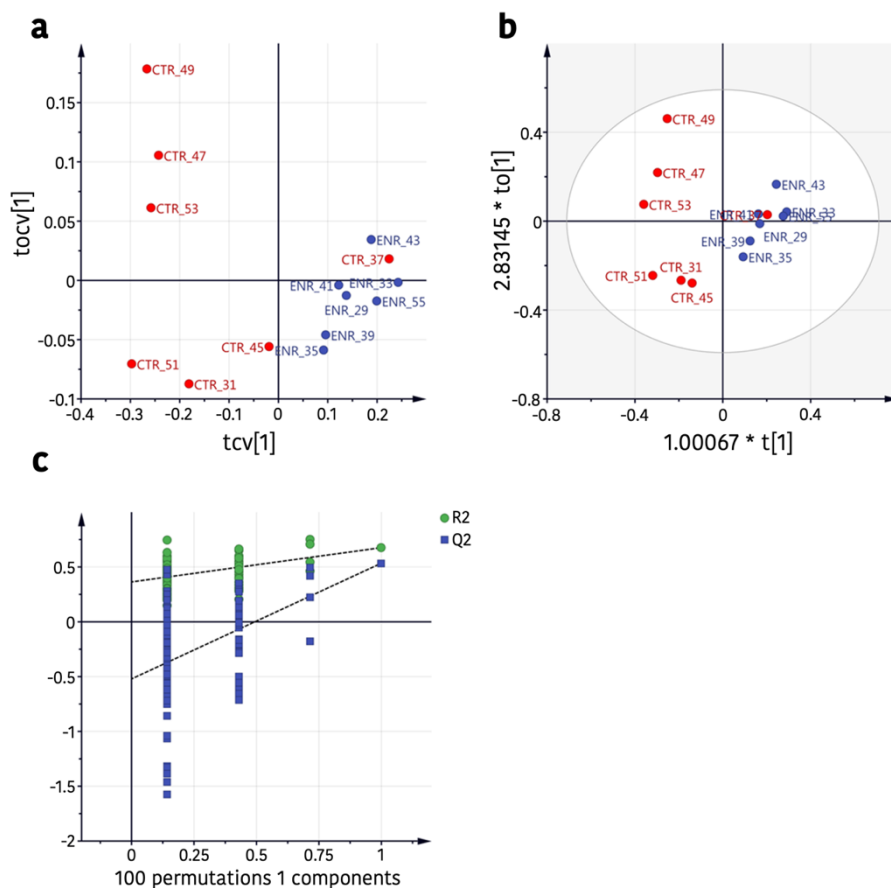 a
0.15
0.1
0.05
0
-0.05
-0.1
-0.4
-0.3
-0.2
-0.1
0
0.1
0.2
CTR_49
CTR_47
CTR_53
ENR_43
CTR_37
ENR_41
ENR_33
ENR_29
ENR_55
CTR_45
ENR_39
ENR_35
CTR_51
CTR_31
tocv[1]
tcv[1]
b
0.4
0
-0.4
-0.8
-0.8
-0.4
0
0.4
CTR_49
CTR_47
ENR_43
CTR_53
ENR_41
CTR_37
ENR_33
ENR_55
ENR_39
ENR_29
ENR_35
CTR_31
CTR_51
CTR_45
2.83145 * to[1]
1.00067 * t[1]
c
0.5
0
-0.5
-1
-1.5
-2
0
0.25
0.5
0.75
1
R2
Q2
100 permutations 1 components